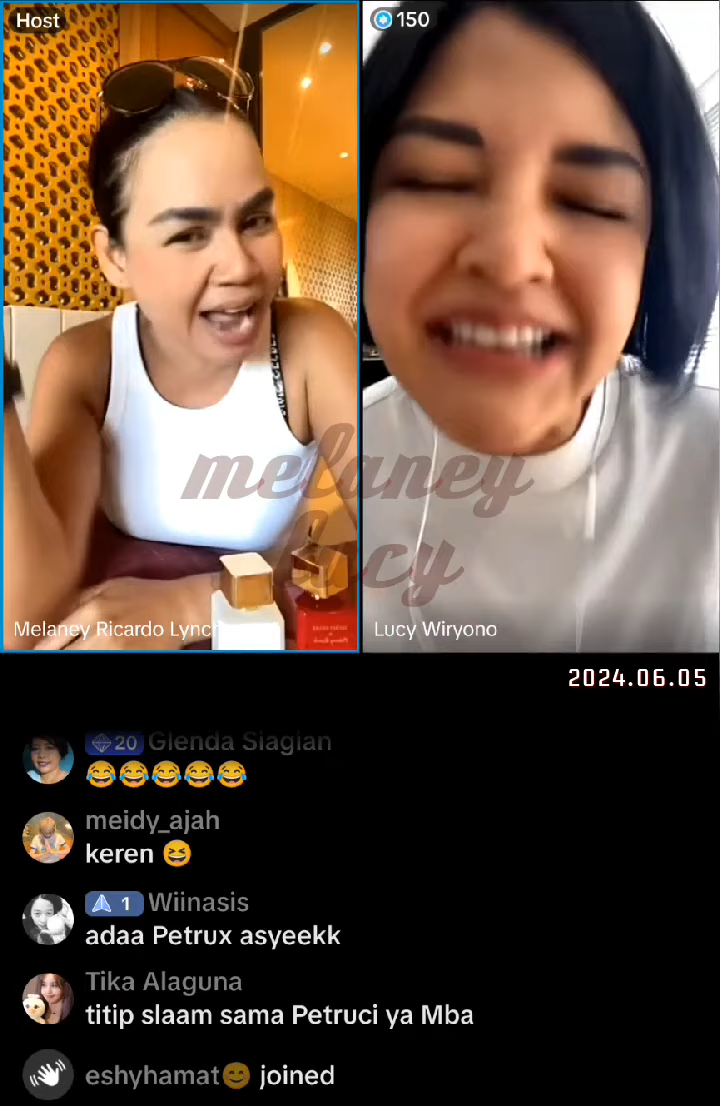 Host
150
melaney
lucy
Melaney Ricardo Lynch
Lucy Wiryono
2024.06.05
20 Glenda Siagian
😂😂😂😂😂
meidy_ajah
keren 😆
1 Wiinasis
adaa Petrux asyeekk
Tika Alaguna
titip slaam sama Petruci ya Mba
eshyhamat😊 joined